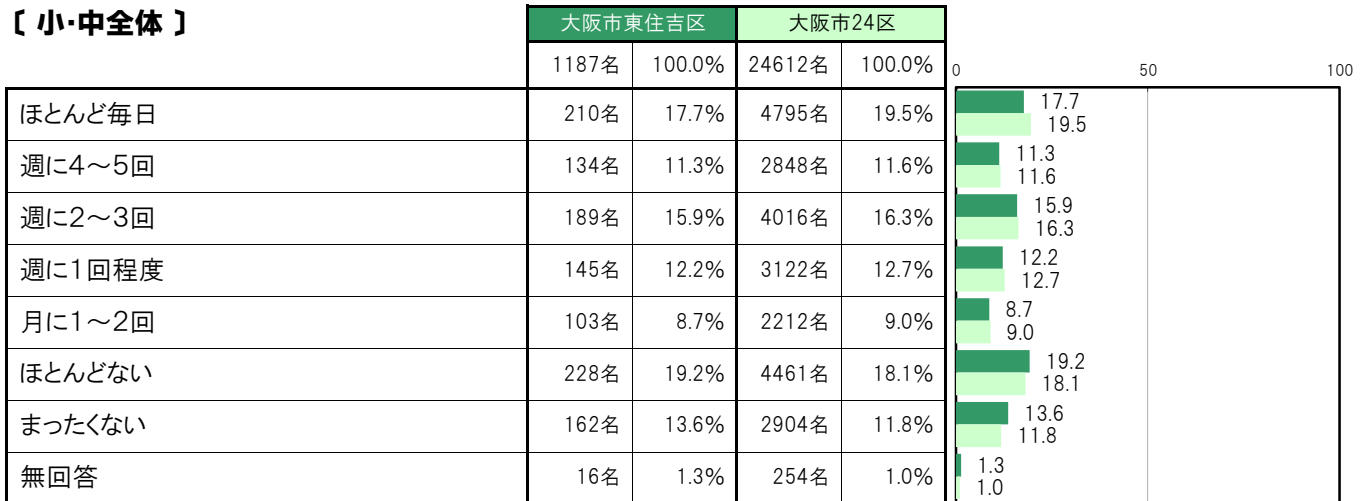 〔 小・中全体 〕
大阪市東住吉区 大阪市24区
1187名 100.0% 24612名 100.0% 0 50 100
ほとんど毎日 210名 17.7% 4795名 19.5% 17.7
19.5
週に4～5回 134名 11.3% 2848名 11.6% 11.3
11.6
週に2～3回 189名 15.9% 4016名 16.3% 15.9
16.3
週に1回程度 145名 12.2% 3122名 12.7% 12.2
12.7
月に1～2回 103名 8.7% 2212名 9.0% 8.7
9.0
ほとんどない 228名 19.2% 4461名 18.1% 19.2
18.1
まったくない 162名 13.6% 2904名 11.8% 13.6
11.8
無回答 16名 1.3% 254名 1.0% 1.3
1.0